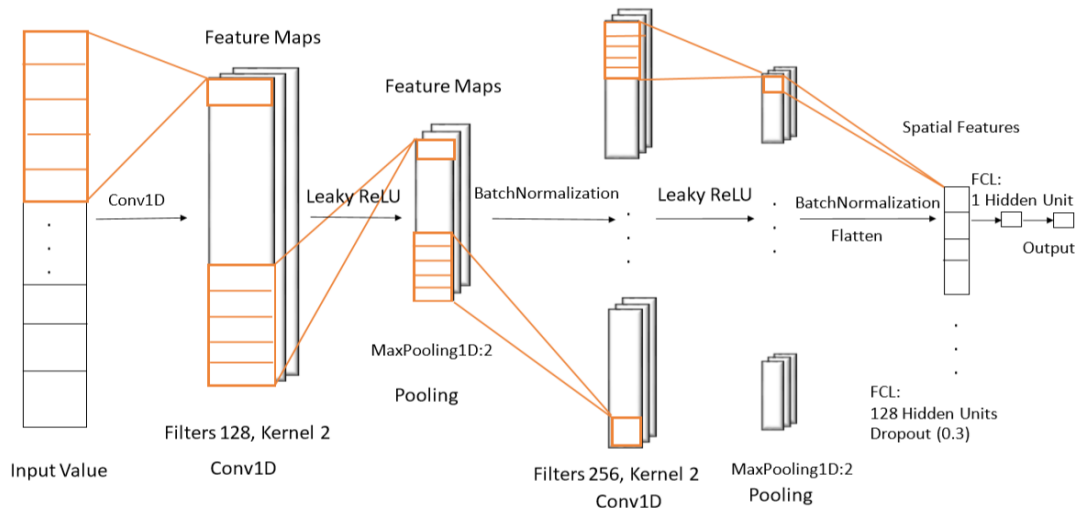 Feature Maps
Feature Maps
Spatial Features
FCL:
1 Hidden Unit
Conv1D
Leaky ReLU
BatchNormalization
Leaky ReLU
BatchNormalization
Flatten
Output
MaxPooling1D:2
Pooling
FCL:
128 Hidden Units
Dropout (0.3)
Filters 128, Kernel 2
Conv1D
Input Value
Filters 256, Kernel 2
Conv1D
MaxPooling1D:2
Pooling